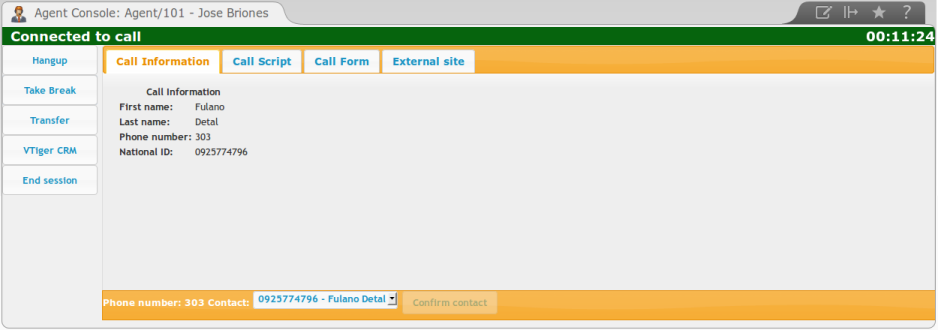 Agent Console: Agent/101 - Jose Briones
?
Connected to call 00:11:24
Hangup
Take Break
Transfer
VTiger CRM
End session
Call Information Call Script Call Form External site
Call Information
First name: Fulano
Last name: Detal
Phone number: 303
National ID: 0925774796
Phone number: 303 Contact: 0925774796 - Fulano Detal Confirm contact